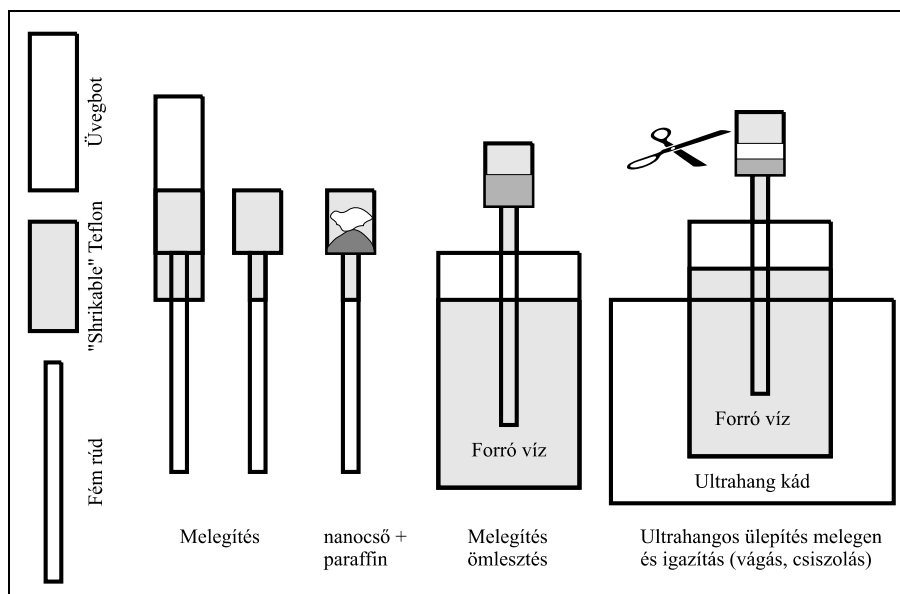 Üvegbot
"Shrikable" Teflon
Fém rúd
Forró víz
Forró víz
Ultrahang kád
Melegítés
nanocső +
paraffin
Melegítés
ömlesztés
Ultrahangos ülepítés melegen
és igazítás (vágás, csiszolás)